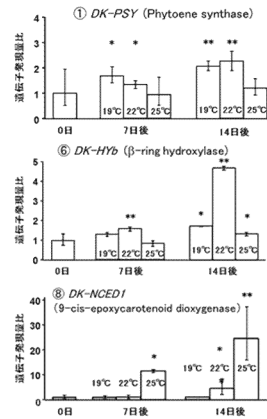 ① DK-PSY (Phytoene synthase)
遺伝子発現量比
4
3
2
1
0
* * ** **
19℃ 22℃ 25℃ 19℃ 22℃ 25℃
0日 7日後 14日後
⑥ DK-HYb (β-ring hydroxylase)
遺伝子発現量比
5
4
3
2
1
0
** * ** *
19℃ 22℃ 25℃ 19℃ 22℃ 25℃
0日 7日後 14日後
⑧ DK-NCED1
(9-cis-epoxycarotenoid dioxygenase)
遺伝子発現量比
40
30
20
10
0
* * **
19℃ 22℃ 25℃ 19℃ 22℃ 25℃
0日 7日後 14日後